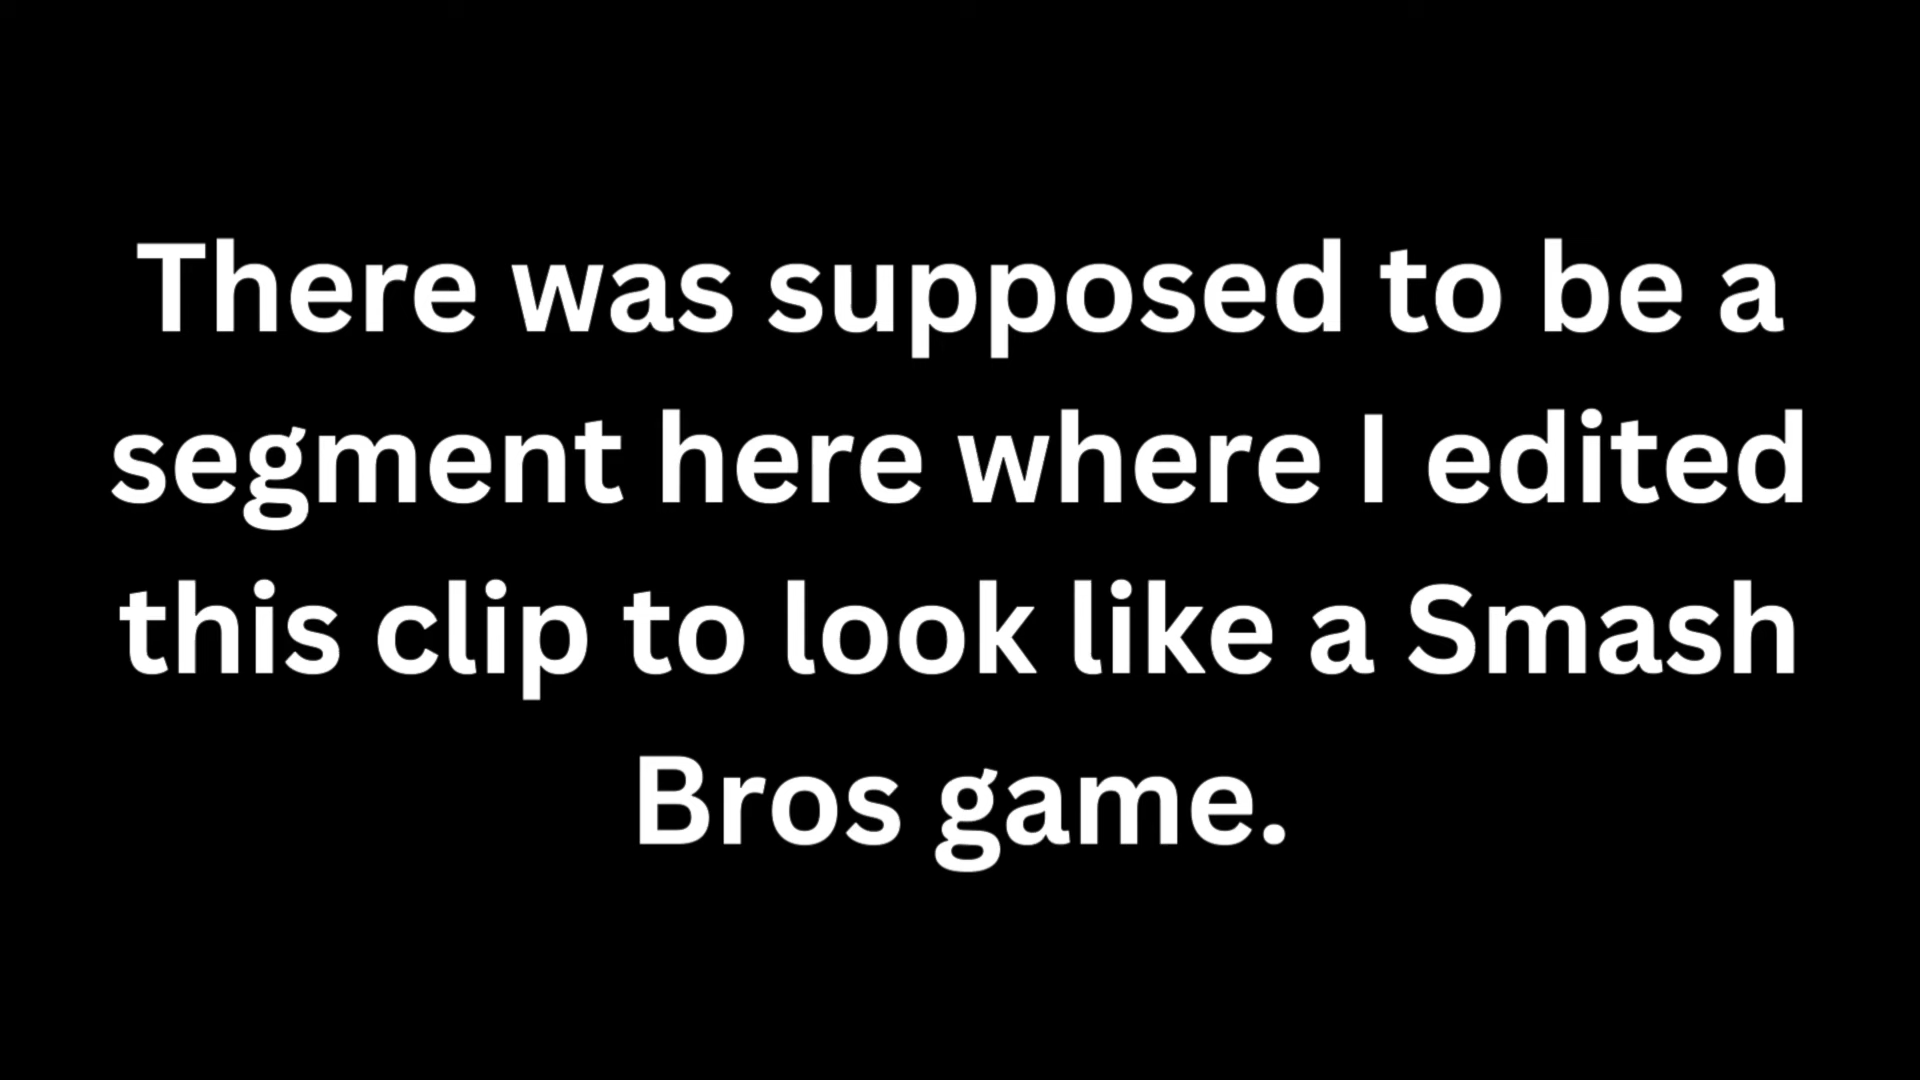 There was supposed to be a
segment here where I edited
this clip to look like a Smash
Bros game.